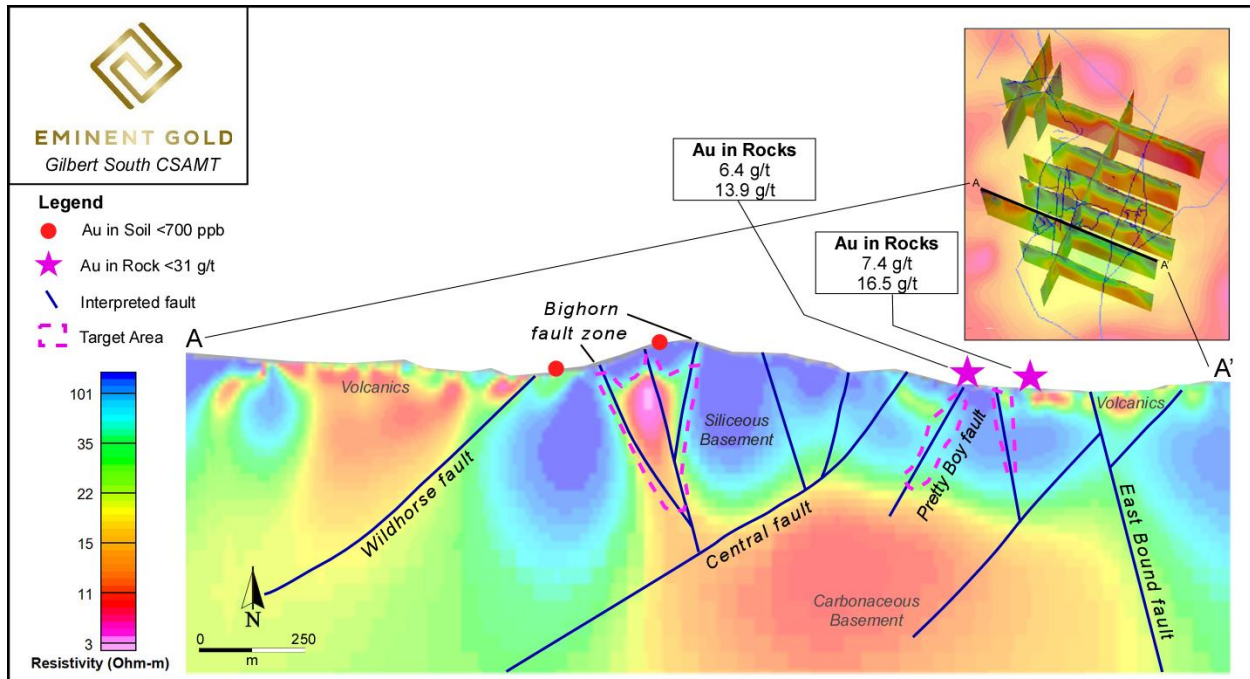 EMINENT GOLD
Gilbert South CSAMT
Legend
Au in Soil <700 ppb
Au in Rock <31 g/t
Interpreted fault
Target Area
101
35
22
15
11
3
Resistivity (Ohm-m)
N
0 250
m
A
A'
A
A'
Au in Rocks
6.4 g/t
13.9 g/t
Au in Rocks
7.4 g/t
16.5 g/t
Bighorn
fault zone
Volcanics
Wildhorse fault
Siliceous
Basement
Central fault
Pretty Boy fault
Volcanics
East Bound fault
Carbonaceous
Basement